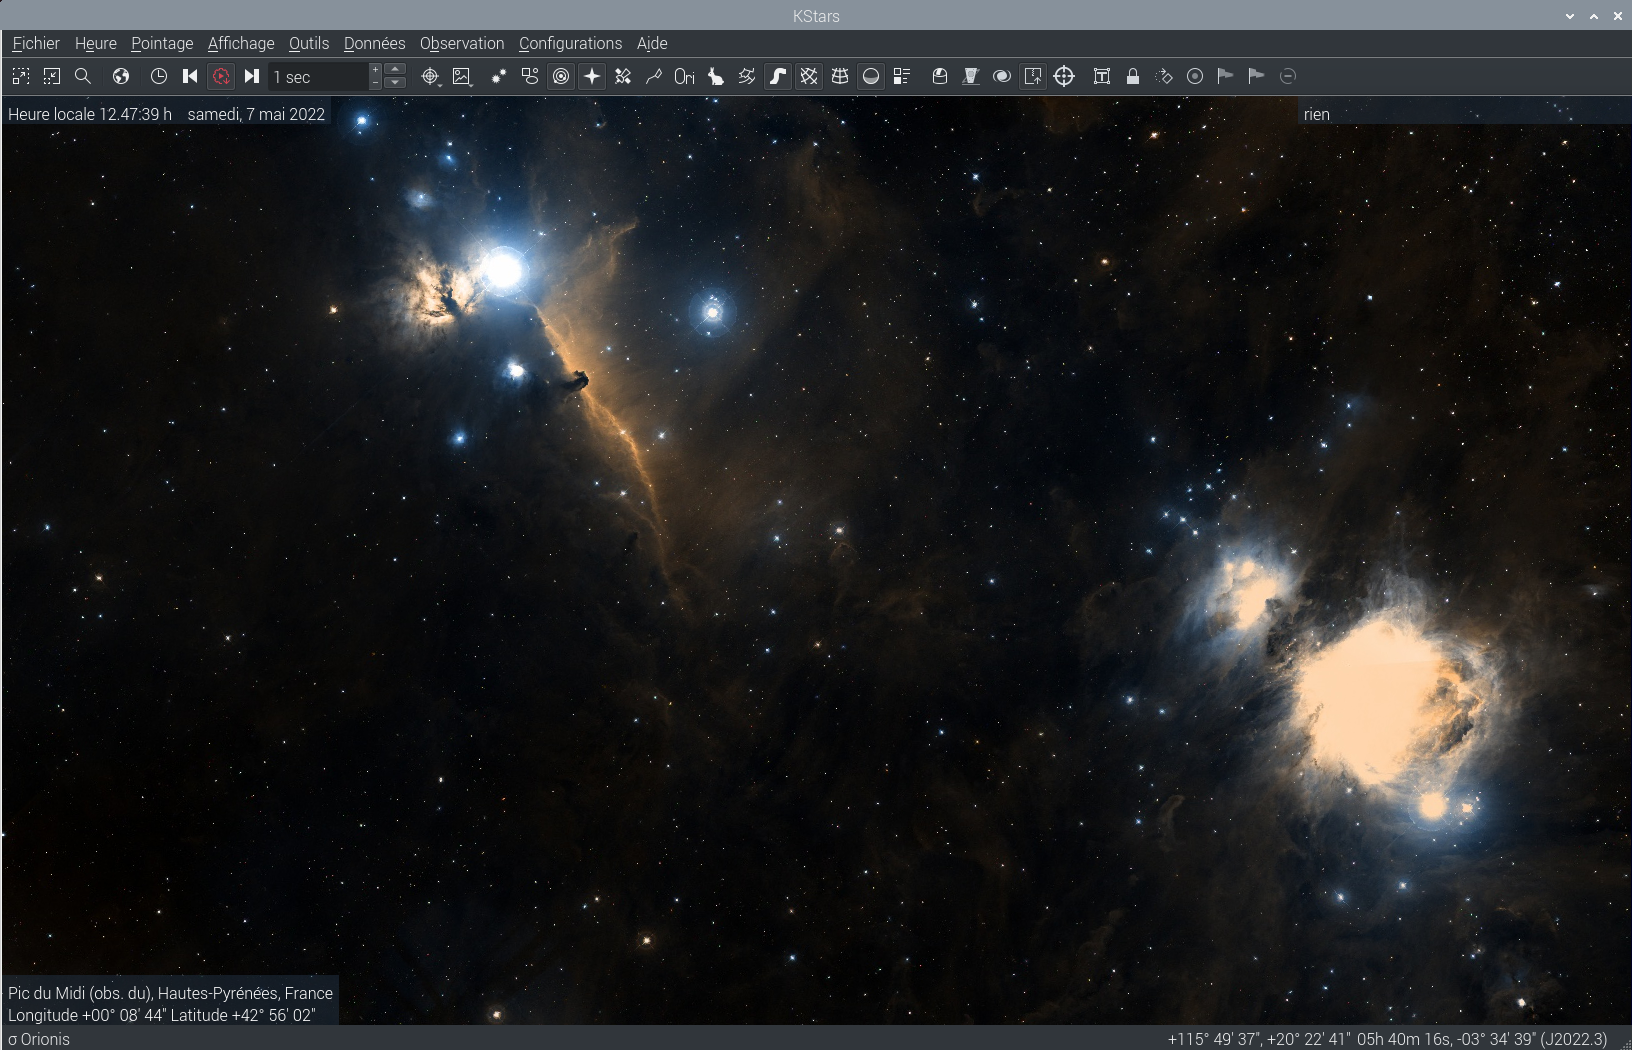 KStars
Fichier Heure Pointage Affichage Outils Données Observation Configurations Aide
1 sec
Ori
Heure locale 12.47:39 h samedi, 7 mai 2022
rien
Pic du Midi (obs. du), Hautes-Pyrénées, France
Longitude +00° 08' 44" Latitude +42° 56' 02"
σ Orionis
+115° 49' 37", +20° 22' 41" 05h 40m 16s, -03° 34' 39" (J2022.3)